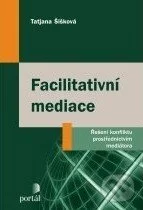 Tatjana Šišková
Facilitativní
mediace
Řešení konfliktu
prostřednictvím
mediátora
portál